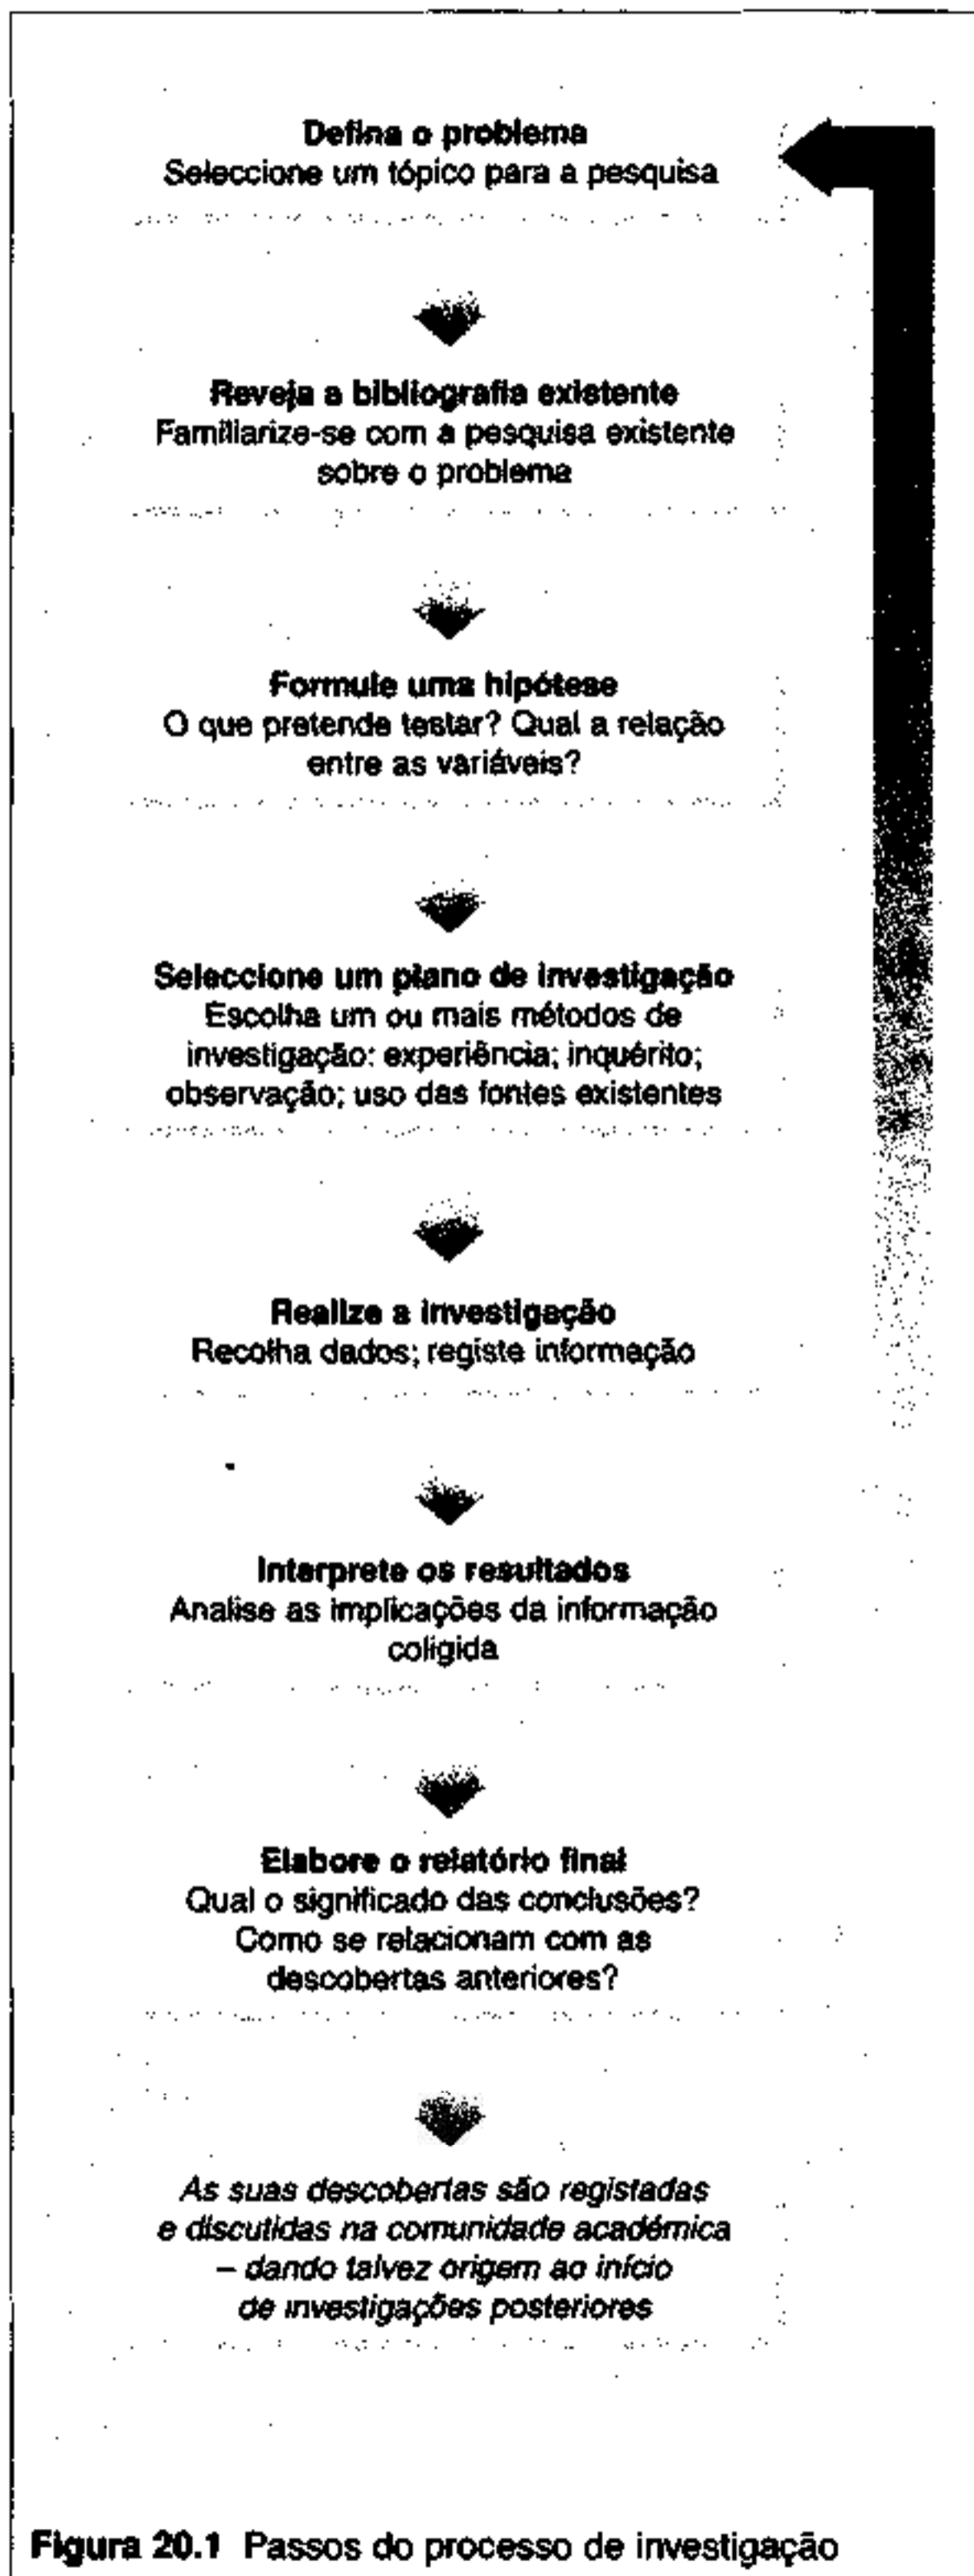 Defina o problema
Seleccione um tópico para a pesquisa
Reveja a bibliografia existente
Familiarize-se com a pesquisa existente
sobre o problema
Formule uma hipótese
O que pretende testar? Qual a relação
entre as variáveis?
Seleccione um plano de investigação
Escolha um ou mais métodos de
investigação: experiência; inquérito;
observação; uso das fontes existentes
Realize a investigação
Recolha dados; registe informação
Interprete os resultados
Analise as implicações da informação
coligida
Elabore o relatório final
Qual o significado das conclusões?
Como se relacionam com as
descobertas anteriores?
As suas descobertas são registadas
e discutidas na comunidade académica
– dando talvez origem ao início
de investigações posteriores
Figura 20.1 Passos do processo de investigação